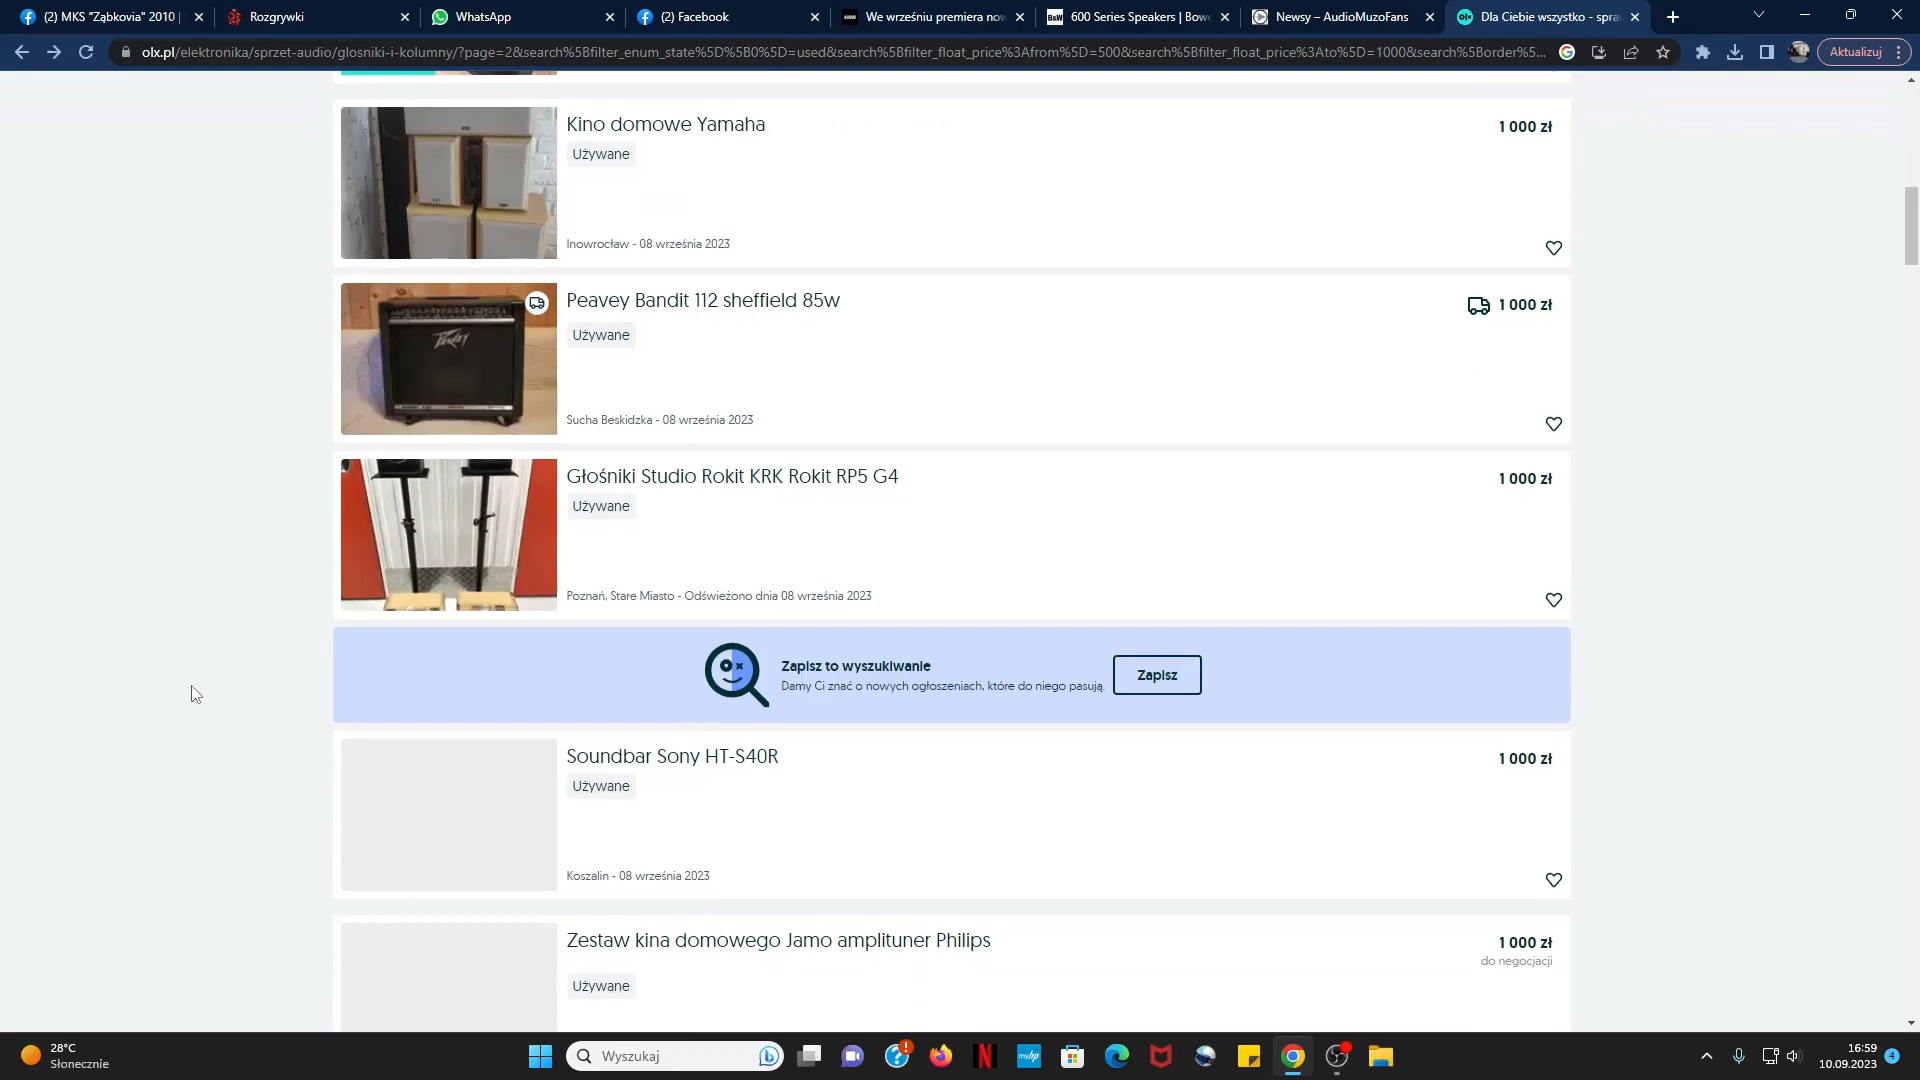 (2) MKS "Ząbkovia" 2010 |
Rozgrywki
WhatsApp
(2) Facebook
We wrześniu premiera now
600 Series Speakers | Bowe
Newsy – AudioMuzoFans
Dla Ciebie wszystko - spra
olx.pl/elektronika/sprzet-audio/glosniki-i-kolumny/?page=2&search%5Bfilter_enum_state%5D%5B0%5D=used&search%5Bfilter_float_price%3Afrom%5D=500&search%5Bfilter_float_price%3Ato%5D=1000&search%5Border%5...
Aktualizuj
Kino domowe Yamaha
1 000 zł
Używane
Inowrocław - 08 września 2023
Peavey Bandit 112 sheffield 85w
1 000 zł
Używane
Sucha Beskidzka - 08 września 2023
Głośniki Studio Rokit KRK Rokit RP5 G4
1 000 zł
Używane
Poznań, Stare Miasto - Odświeżono dnia 08 września 2023
Zapisz to wyszukiwanie
Damy Ci znać o nowych ogłoszeniach, które do niego pasują.
Zapisz
Soundbar Sony HT-S40R
1 000 zł
Używane
Koszalin - 08 września 2023
Zestaw kina domowego Jamo amplituner Philips
1 000 zł
do negocjacji
Używane
28°C
Słonecznie
Wyszukaj
16:59
10.09.2023
4